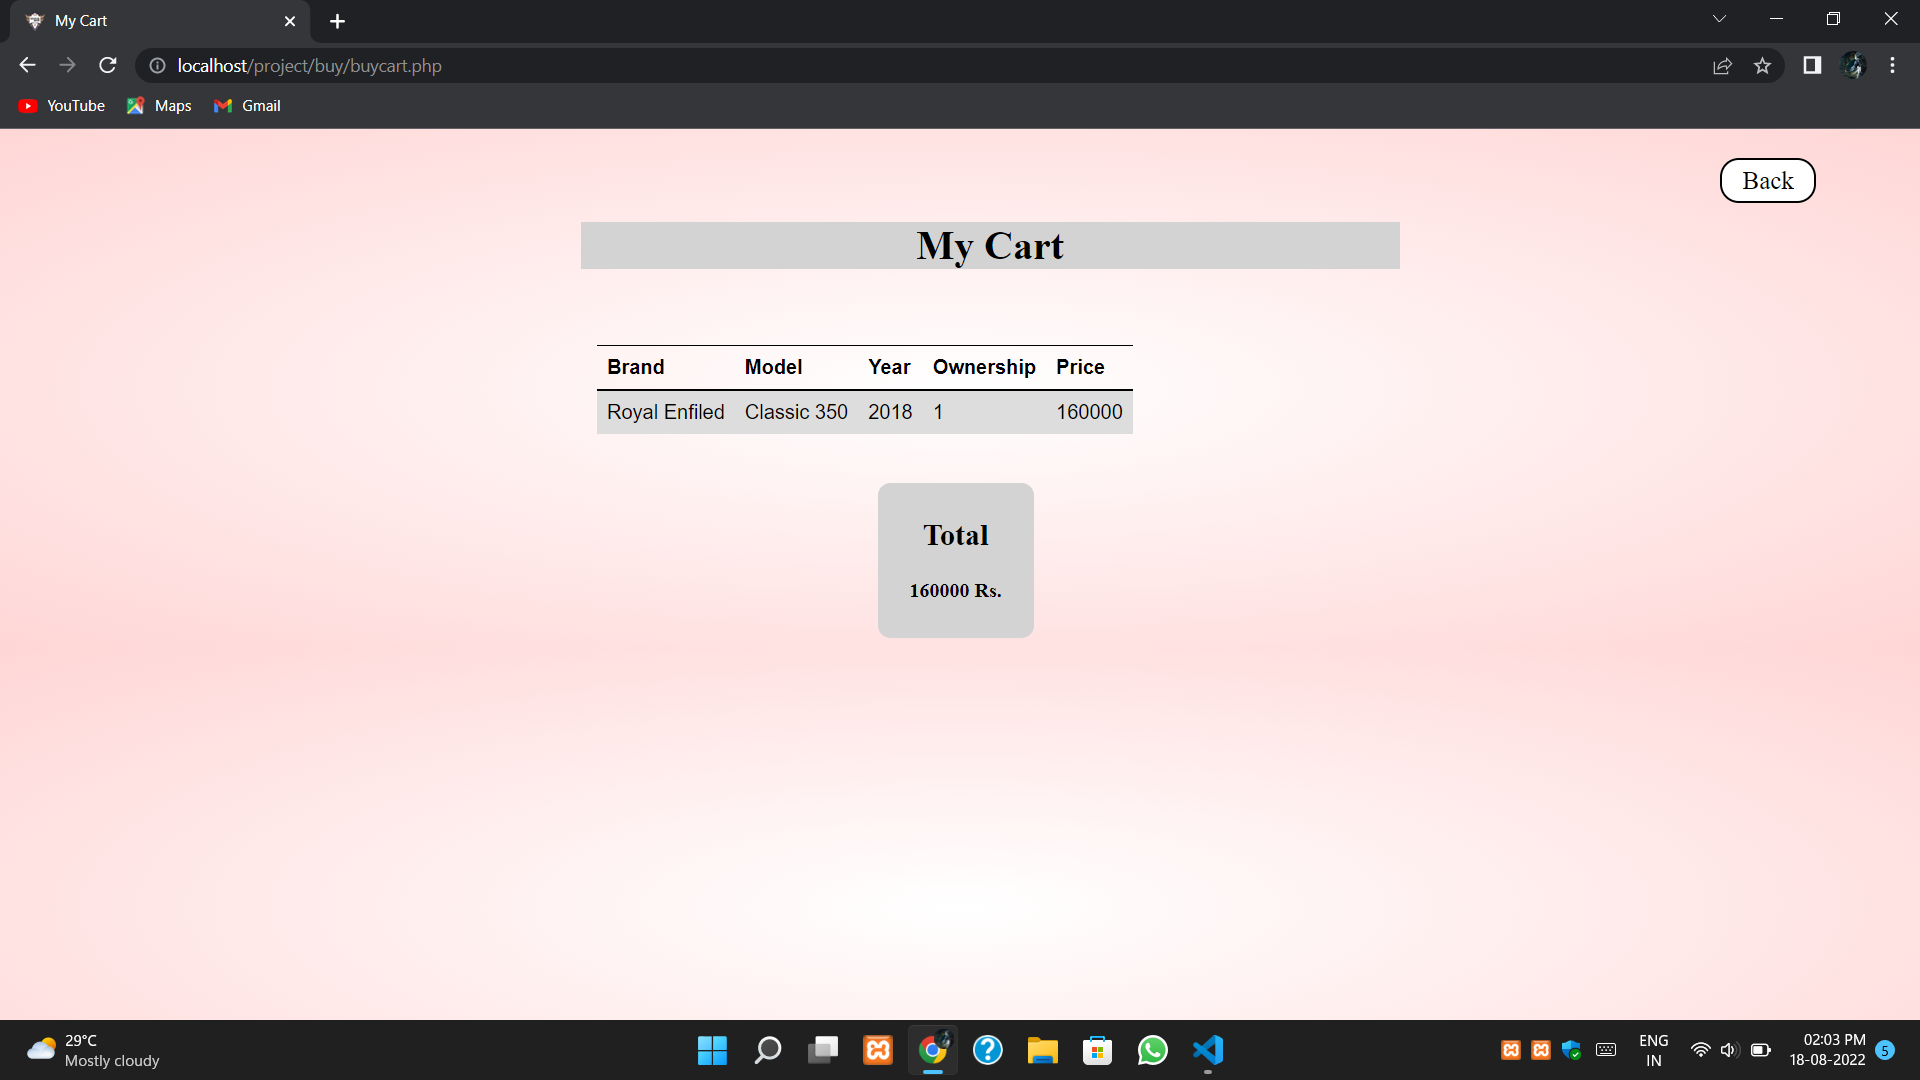 My Cart
localhost/project/buy/buycart.php
YouTube Maps Gmail
Back
My Cart
Brand Model Year Ownership Price
Royal Enfiled Classic 350 2018 1 160000
Total
160000 Rs.
29°C
Mostly cloudy
ENG
IN
02:03 PM
18-08-2022
5